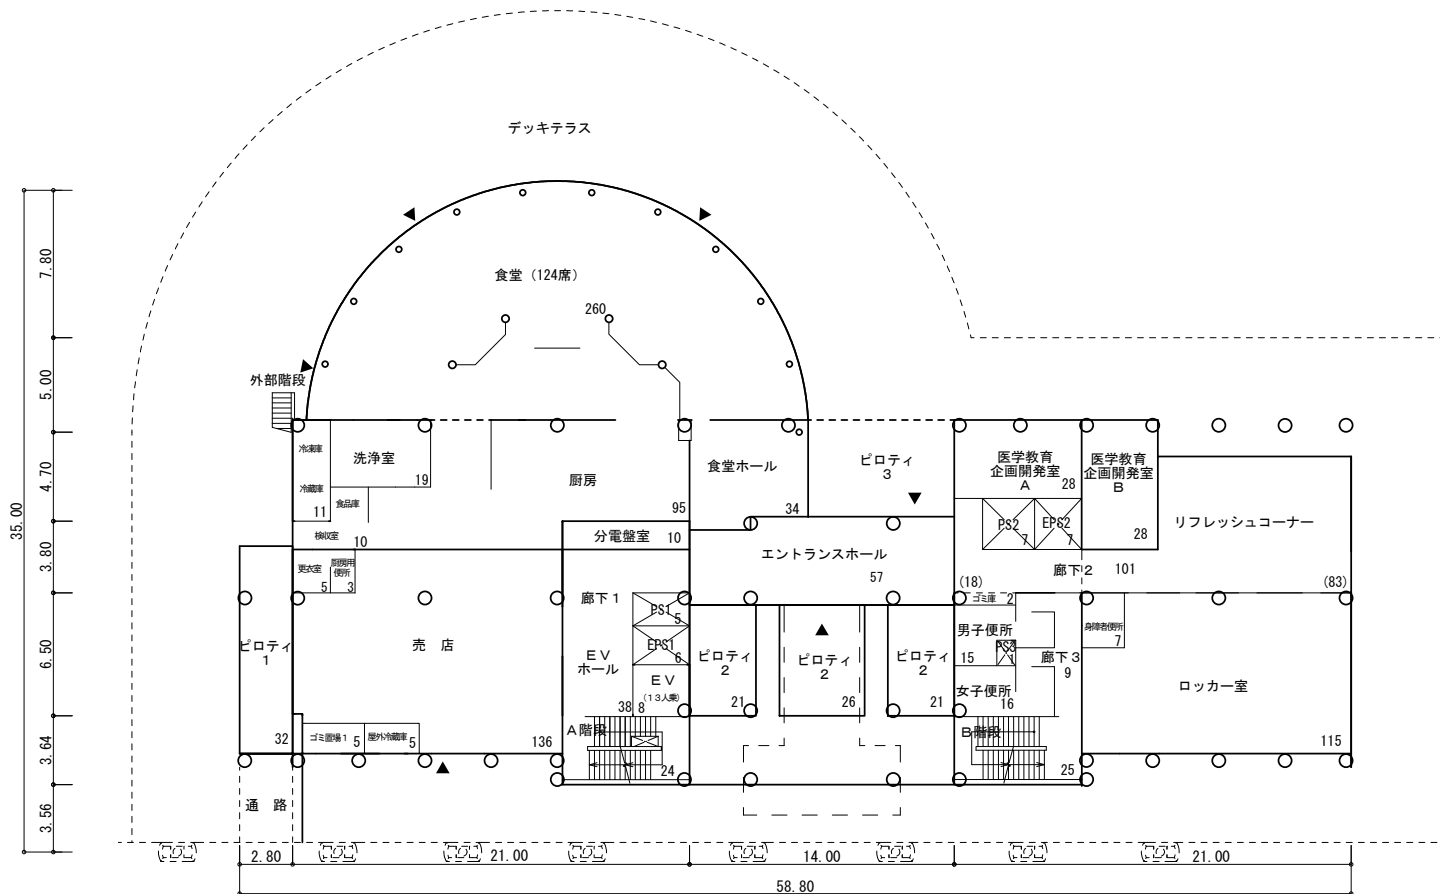 デッキテラス
食堂（124席）
260
外部階段
冷凍庫
洗浄室
19
冷蔵庫
11
食品庫
厨房
95
検収室
10
食堂ホール
34
ピロティ
3
医学教育
企画開発室
A
28
医学教育
企画開発室
B
28
PS2
7
EPS2
7
リフレッシュコーナー
分電盤室
10
エントランスホール
57
廊下2
101
(18)
(83)
更衣室
5
厨房用
便所
3
廊下1
PS1
5
EPS1
6
ゴミ庫
2
男子便所
15
PS3
1
廊下3
9
身障者便所
7
ピロティ
1
32
売　店
136
EV
ホール
38
EV
(13人乗)
8
ピロティ
2
21
ピロティ
2
26
ピロティ
2
21
女子便所
16
ロッカー室
115
ゴミ置場1
5
屋外冷蔵庫
5
A階段
24
B階段
25
通　路
35.00
7.80
5.00
4.70
3.80
6.50
3.64
3.56
2.80
21.00
14.00
21.00
58.80